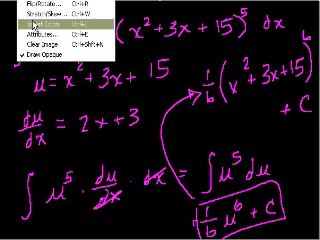 Flip/Rotate... Ctrl+R
Stretch/Skew... Ctrl+W
Invert Colors Ctrl+I
Attributes... Ctrl+E
Clear Image Ctrl+Shft+N
✓ Draw Opaque
(x² + 3x + 15)⁵ dx
u = x² + 3x + 15
1/6 (x² + 3x + 15)⁶ + C
du/dx = 2x + 3
∫ u⁵ · du/dx · dx = ∫ u⁵ du
1/6 u⁶ + C